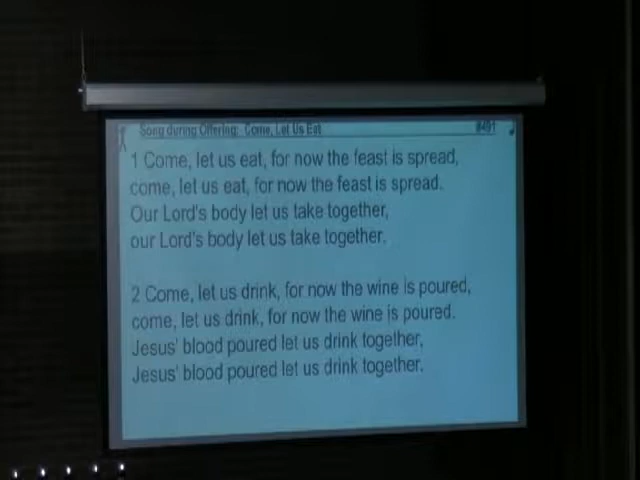 Song during Offering: Come, Let Us Eat #491
1 Come, let us eat, for now the feast is spread,
come, let us eat, for now the feast is spread.
Our Lord's body let us take together,
our Lord's body let us take together.
2 Come, let us drink, for now the wine is poured,
come, let us drink, for now the wine is poured.
Jesus' blood poured let us drink together,
Jesus' blood poured let us drink together.